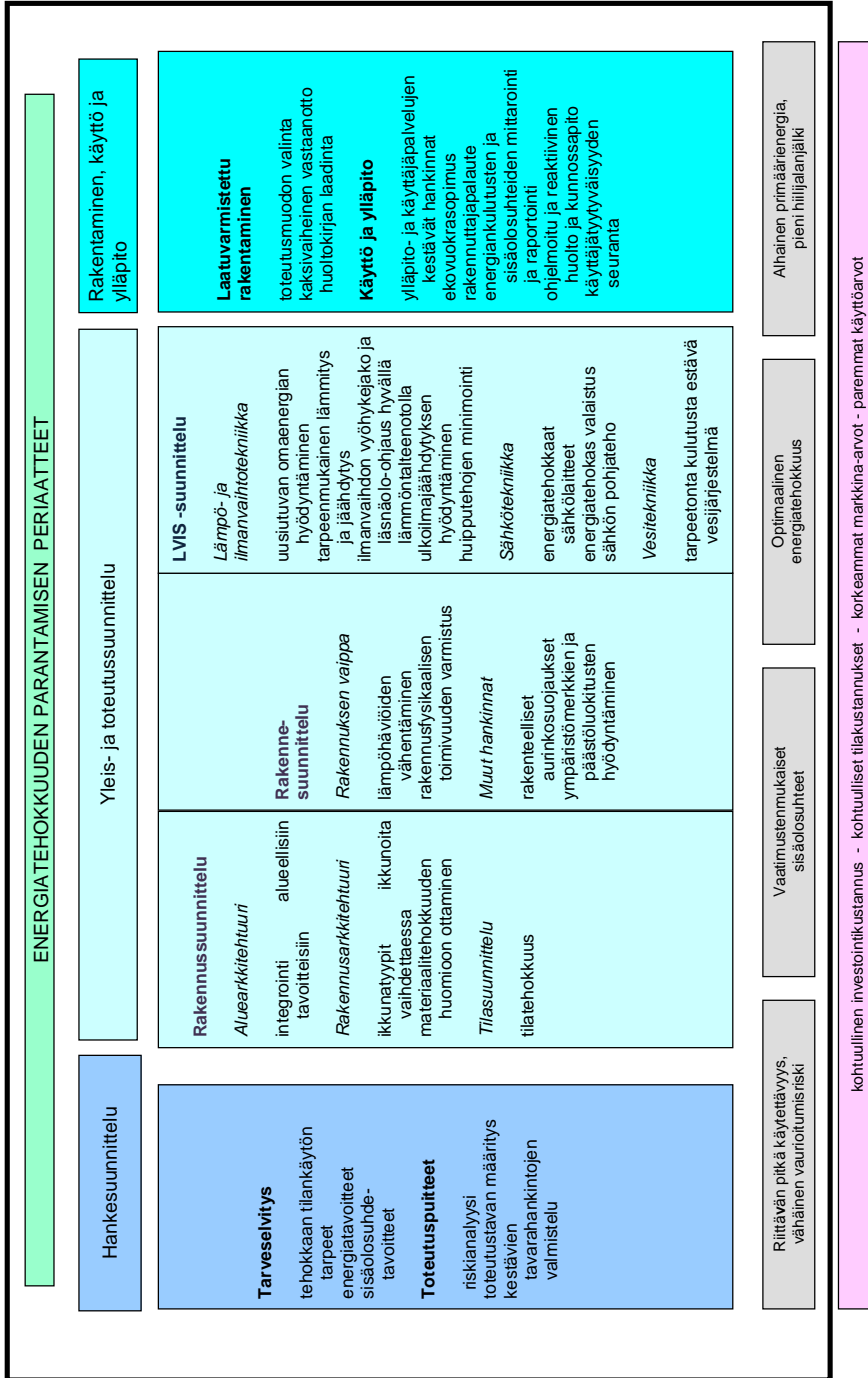 ENERGIATEHOKKUUDEN PARANTAMISEN PERIAATTEET
Hankesuunnittelu
Yleis- ja toteutussuunnittelu
Rakentaminen, käyttö ja
ylläpito
Tarveselvitys
tehokkaan tilankäytön
tarpeet
energiatavoitteet
sisäolosuhde-
tavoitteet
Toteutuspuitteet
riskianalyysi
toteutustavan määritys
kestävien
tavarahankintojen
valmistelu
Rakennussuunnittelu
Aluearkkitehtuuri
integrointi alueellisiin
tavoitteisiin
Rakennusarkkitehtuuri
ikkunatyypit ikkunoita
vaihdettaessa
materiaalitehokkuuden
huomioon ottaminen
Tilasuunnittelu
tilatehokkuus
Rakenne-
suunnittelu
Rakennuksen vaippa
lämpöhäviöiden
vähentäminen
rakennusfysikaalisen
toimivuuden varmistus
Muut hankinnat
rakenteelliset
aurinkosuojaukset
ympäristömerkkien ja
päästöluokitusten
hyödyntäminen
LVIS -suunnittelu
Lämpö- ja
ilmanvaihtotekniikka
uusiutuvan omaenergian
hyödyntäminen
tarpeenmukainen lämmitys
ja jäähdytys
ilmanvaihdon vyöhykejako ja
läsnäolo-ohjaus hyvällä
lämmöntalteenotolla
ulkoilmajäähdytyksen
hyödyntäminen
huipputehojen minimointi
Sähkötekniikka
energiatehokkaat
sähkölaitteet
energiatehokas valaistus
sähkön pohjateho
Vesitekniikka
tarpeetonta kulutusta estävä
vesijärjestelmä
Laatuvarmistettu
rakentaminen
toteutusmuodon valinta
kaksivaiheinen vastaanotto
huoltokirjan laadinta
Käyttö ja ylläpito
ylläpito- ja käyttäjäpalvelujen
kestävät hankinnat
ekovuokrasopimus
rakennuttajapalaute
energiankulutusten ja
sisäolosuhteiden mittarointi
ja raportointi
ohjelmoitu ja reaktiivinen
huolto ja kunnossapito
käyttäjätyytyväisyyden
seuranta
Riittävän pitkä käytettävyys,
vähäinen vaurioitumisriski
Vaatimustenmukaiset
sisäolosuhteet
Optimaalinen
energiatehokkuus
Alhainen primäärienergia,
pieni hiilijalanjälki
kohtuullinen investointikustannus - kohtuulliset tilakustannukset - korkeammat markkina-arvot - paremmat käyttöarvot